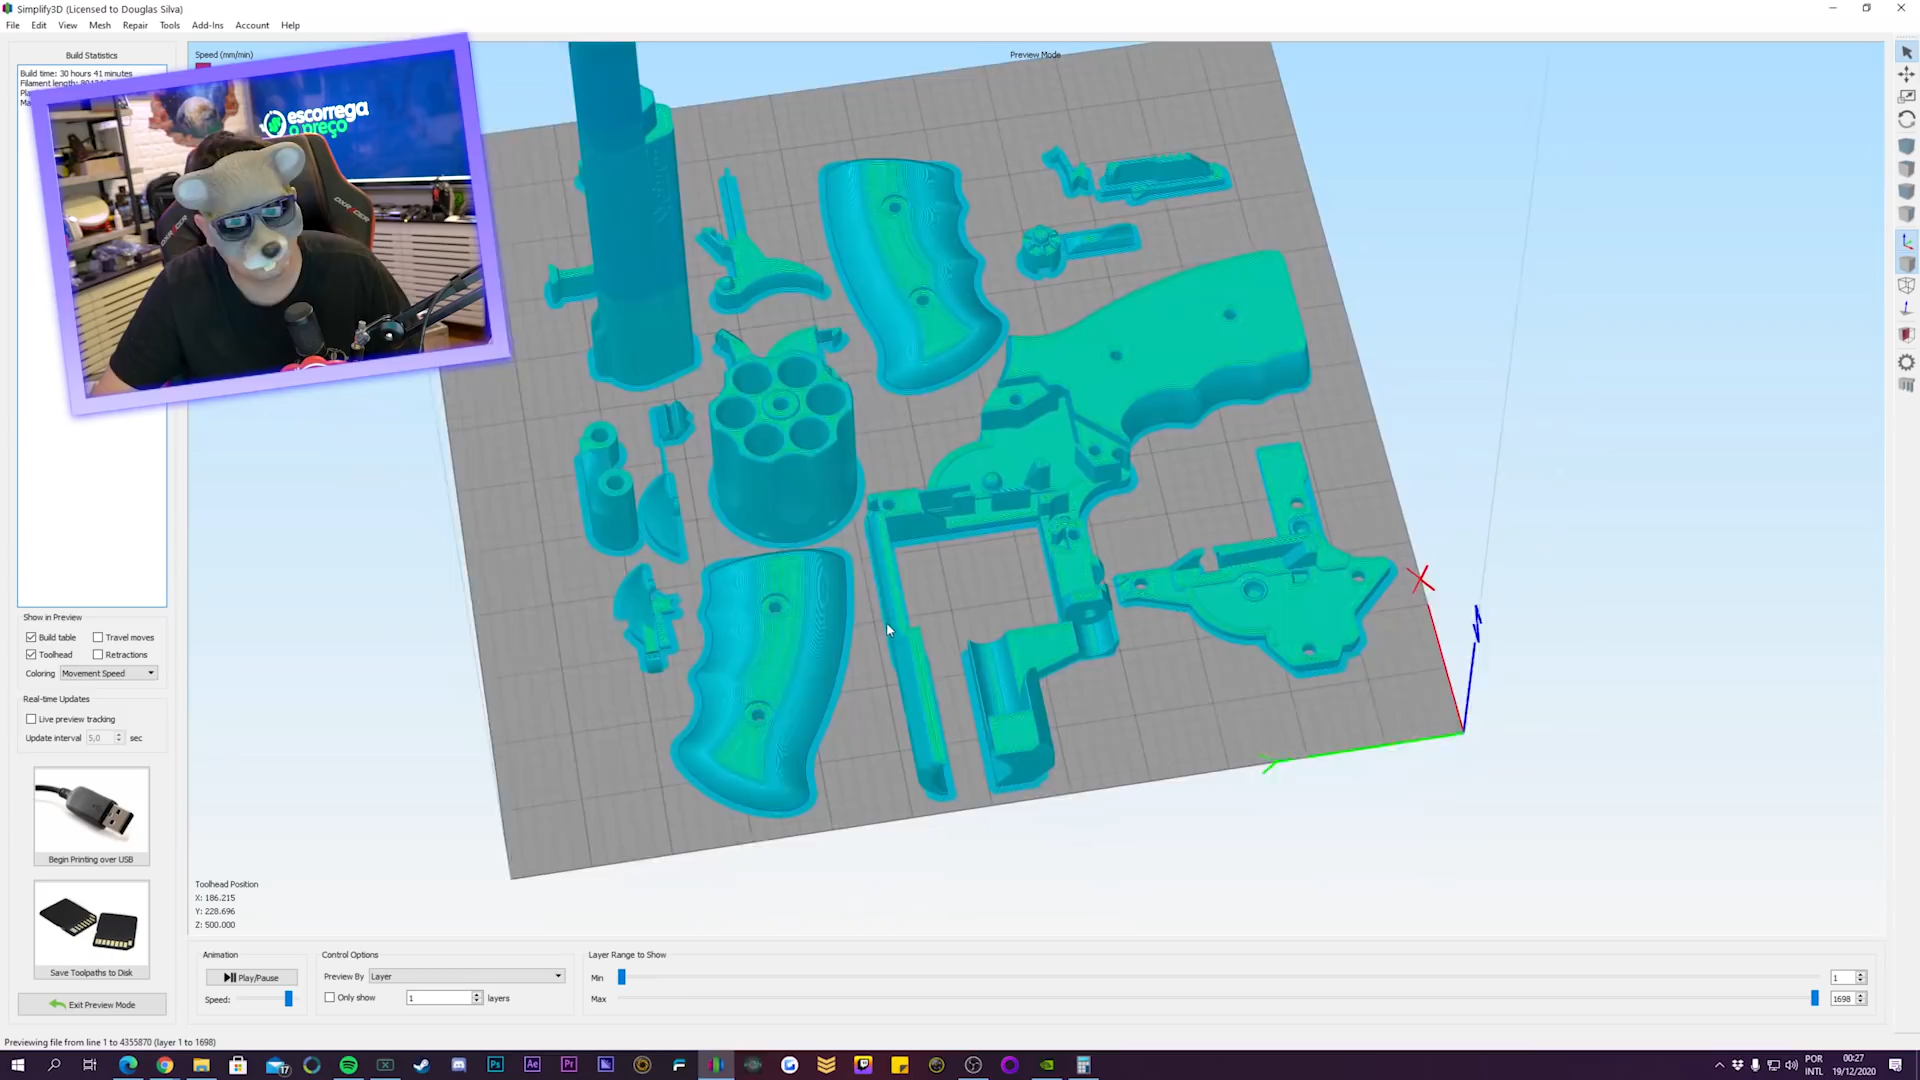 Simplify3D (Licensed to Douglas Silva)
File Edit View Mesh Repair Tools Add-Ins Account Help
Build Statistics
Build time: 30 hours 41 minutes
Speed (mm/min)
Preview Mode
escorrega
o preço
DXRACER
Show in Preview
Build table
Travel moves
Toolhead
Retractions
Coloring Movement Speed
Real-time Updates
Live preview tracking
Update interval 5,0 sec
Begin Printing over USB
Save Toolpaths to Disk
Exit Preview Mode
Toolhead Position
X: 186.215
Y: 228.696
Z: 500.000
Animation
Play/Pause
Speed:
Control Options
Preview By Layer
Only show 1 layers
Layer Range to Show
Min 1
Max 1698
Previewing file from line 1 to 4355870 (layer 1 to 1698)
17
Ps Ae Pr
POR
INTL
00:27
19/12/2020